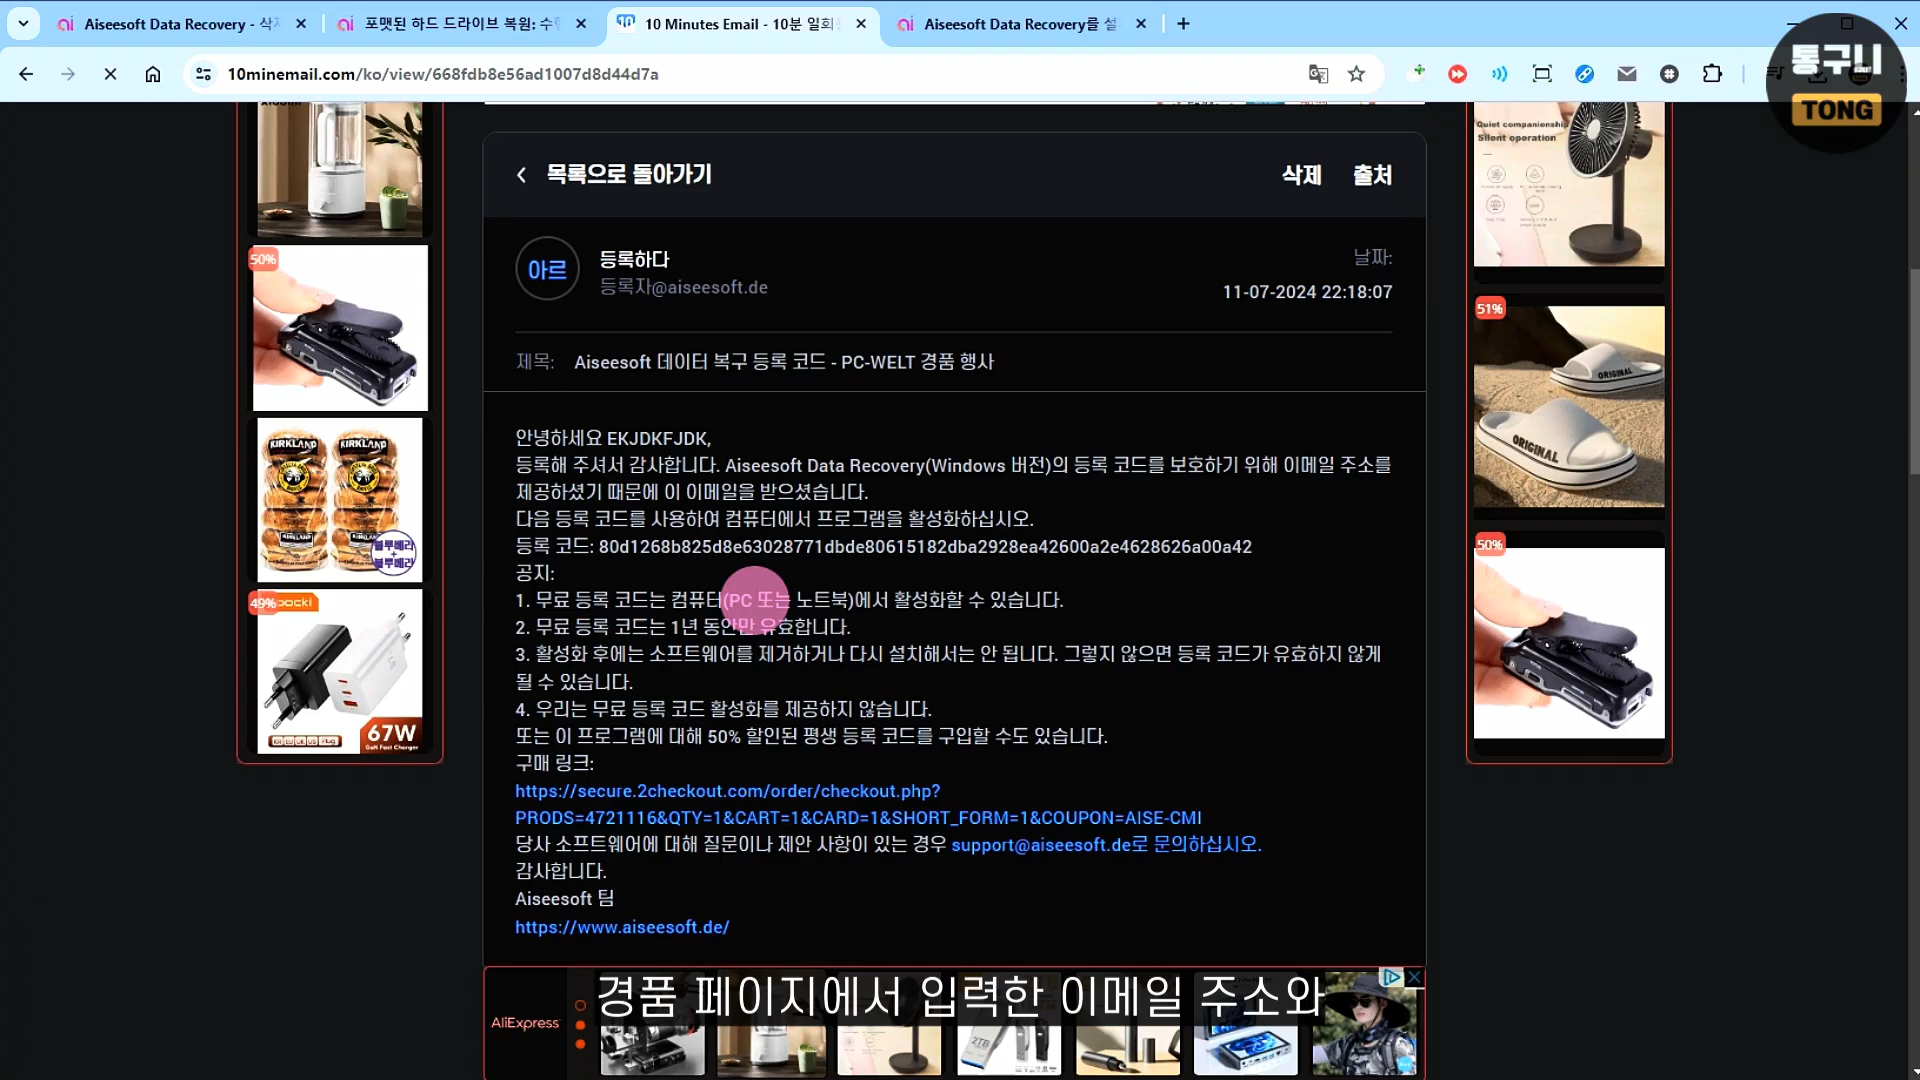 Aiseesoft Data Recovery - 삭제
포맷된 하드 드라이브 복원: 수
10 Minutes Email - 10분 일회
Aiseesoft Data Recovery를 설
10minemail.com/ko/view/668fdb8e56ad1007d8d44d7a
통구니
TONG
목록으로 돌아가기
삭제
출처
아르
등록하다
등록자@aiseesoft.de
날짜:
11-07-2024 22:18:07
제목: Aiseesoft 데이터 복구 등록 코드 - PC-WELT 경품 행사
안녕하세요 EKJDKFJDK,
등록해 주셔서 감사합니다. Aiseesoft Data Recovery(Windows 버전)의 등록 코드를 보호하기 위해 이메일 주소를
제공하셨기 때문에 이 이메일을 받으셨습니다.
다음 등록 코드를 사용하여 컴퓨터에서 프로그램을 활성화하십시오.
등록 코드: 80d1268b825d8e63028771dbde80615182dba2928ea42600a2e4628626a00a42
공지:
1. 무료 등록 코드는 컴퓨터(PC 또는 노트북)에서 활성화할 수 있습니다.
2. 무료 등록 코드는 1년 동안만 유효합니다.
3. 활성화 후에는 소프트웨어를 제거하거나 다시 설치해서는 안 됩니다. 그렇지 않으면 등록 코드가 유효하지 않게
될 수 있습니다.
4. 우리는 무료 등록 코드 활성화를 제공하지 않습니다.
또는 이 프로그램에 대해 50% 할인된 평생 등록 코드를 구입할 수도 있습니다.
구매 링크:
https://secure.2checkout.com/order/checkout.php?
PRODS=4721116&QTY=1&CART=1&CARD=1&SHORT_FORM=1&COUPON=AISE-CMI
당사 소프트웨어에 대해 질문이나 제안 사항이 있는 경우 support@aiseesoft.de로 문의하십시오.
감사합니다.
Aiseesoft 팀
https://www.aiseesoft.de/
50%
KIRKLAND
KIRKLAND
블루베리
+
블루베리
49%
67W
GaN Fast Charger
Quiet companionship
Silent operation
51%
ORIGINAL
ORIGINAL
50%
AliExpress
2TB
경품 페이지에서 입력한 이메일 주소와